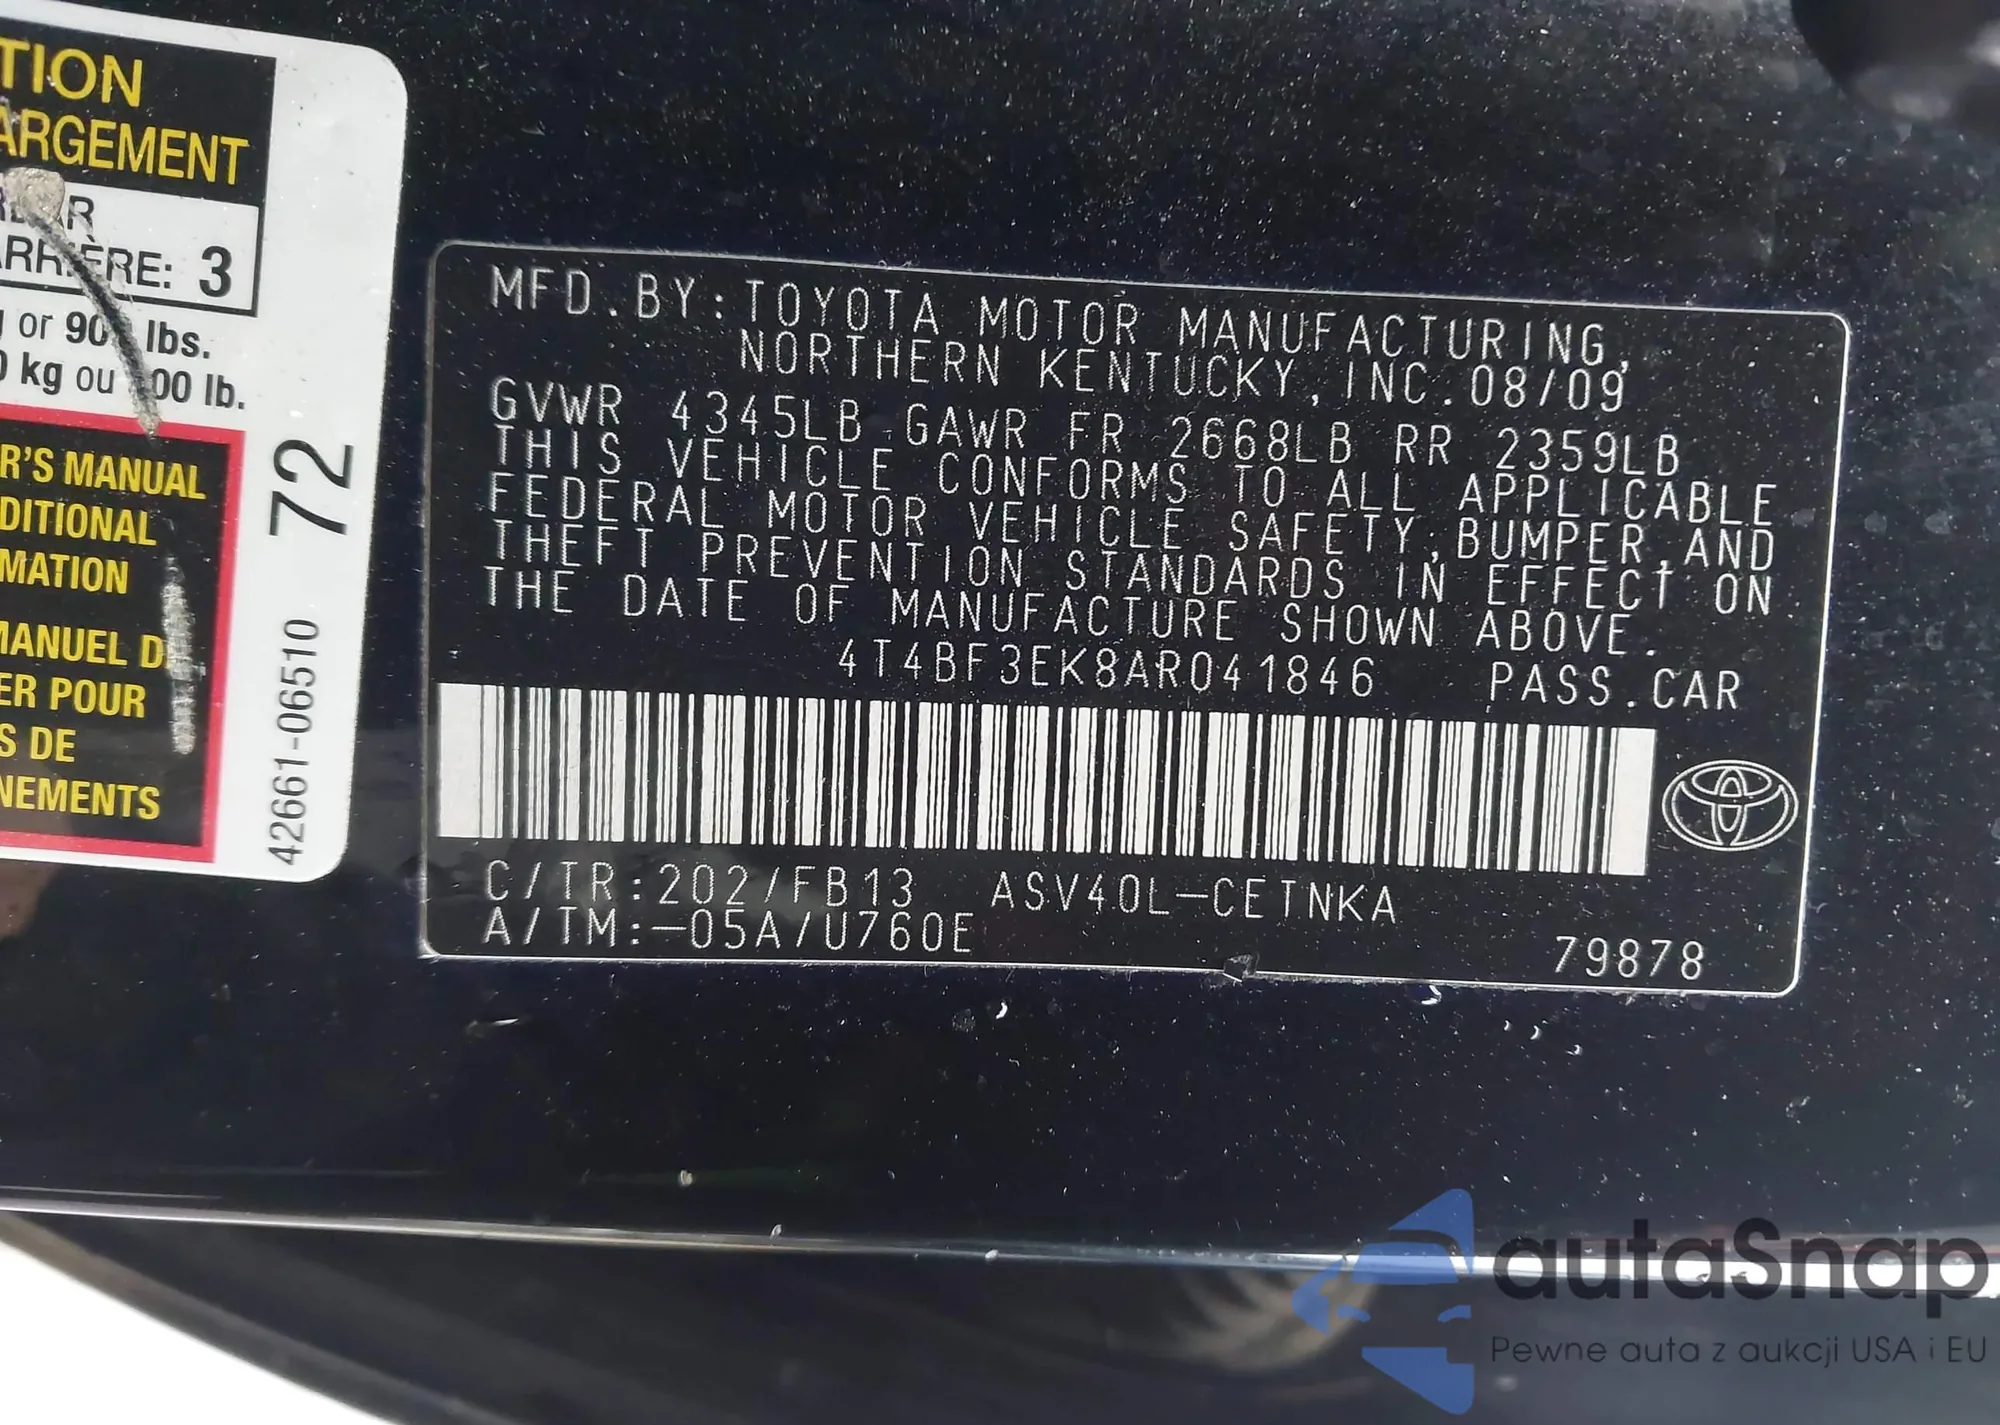 TION
ARGEMENT
ARRIÈRE: 3
or 90 lbs.
kg ou 00 lb.
R'S MANUAL
DITIONAL
MATION
MANUEL D
ER POUR
S DE
NEMENTS
72
42661-06510
MFD.BY:TOYOTA MOTOR MANUFACTURING,
NORTHERN KENTUCKY,INC.08/09
GVWR 4345LB GAWR FR 2668LB RR 2359LB
THIS VEHICLE CONFORMS TO ALL APPLICABLE
FEDERAL MOTOR VEHICLE SAFETY,BUMPER,AND
THEFT PREVENTION STANDARDS IN EFFECT ON
THE DATE OF MANUFACTURE SHOWN ABOVE.
4T4BF3EK8AR041846 PASS.CAR
C/TR:202/FB13 ASV40L-CETNKA
A/TM:-05A/U760E
79878
autaSnap
Pewne auta z aukcji USA i EU